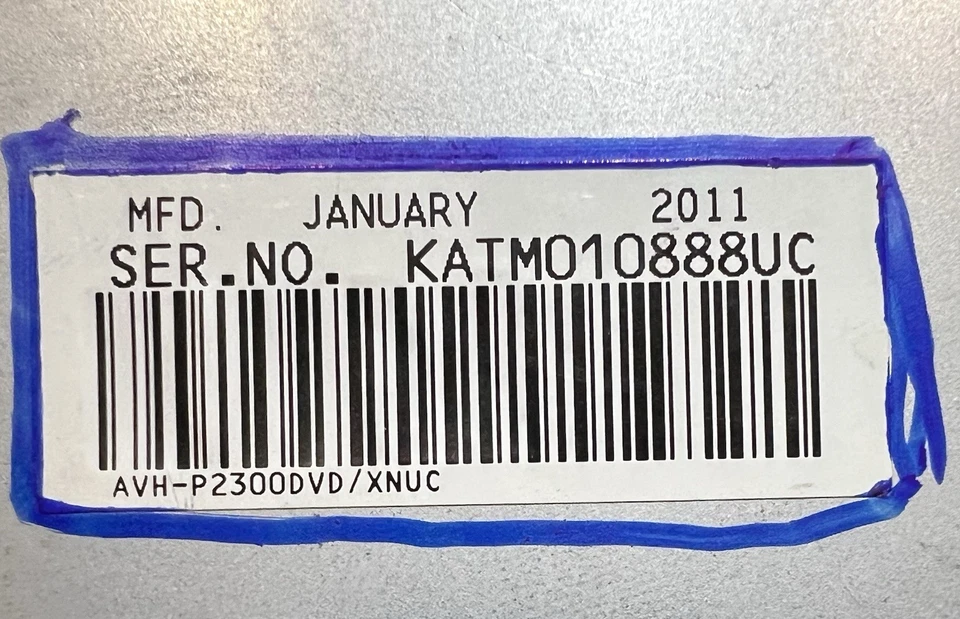 MFD. JANUARY 2011
SER.NO. KATM010888UC
AVH-P2300DVD/XNUC